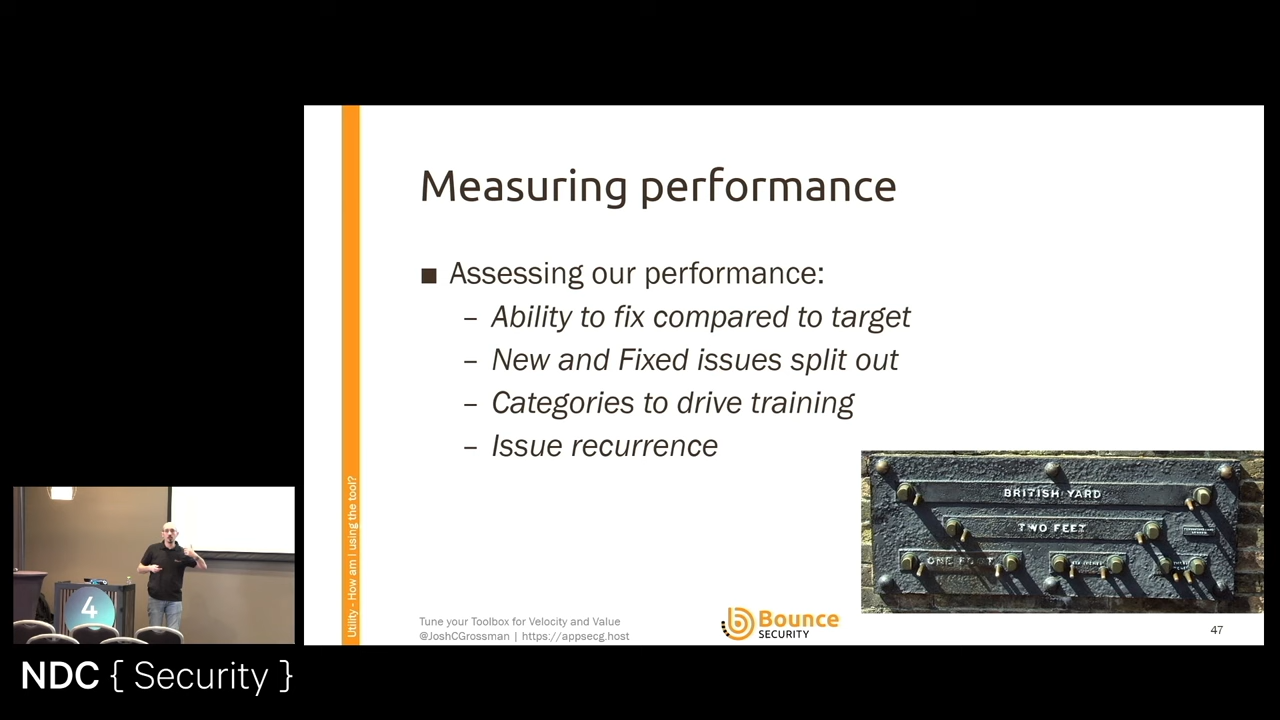 Measuring performance
■ Assessing our performance:
– Ability to fix compared to target
– New and Fixed issues split out
– Categories to drive training
– Issue recurrence
Utility - How am I using the tool?
BRITISH YARD
TWO FEET
ONE FOOT
Tune your Toolbox for Velocity and Value
@JoshCGrossman | https://appsecg.host
Bounce
SECURITY
47
4
NDC { Security }